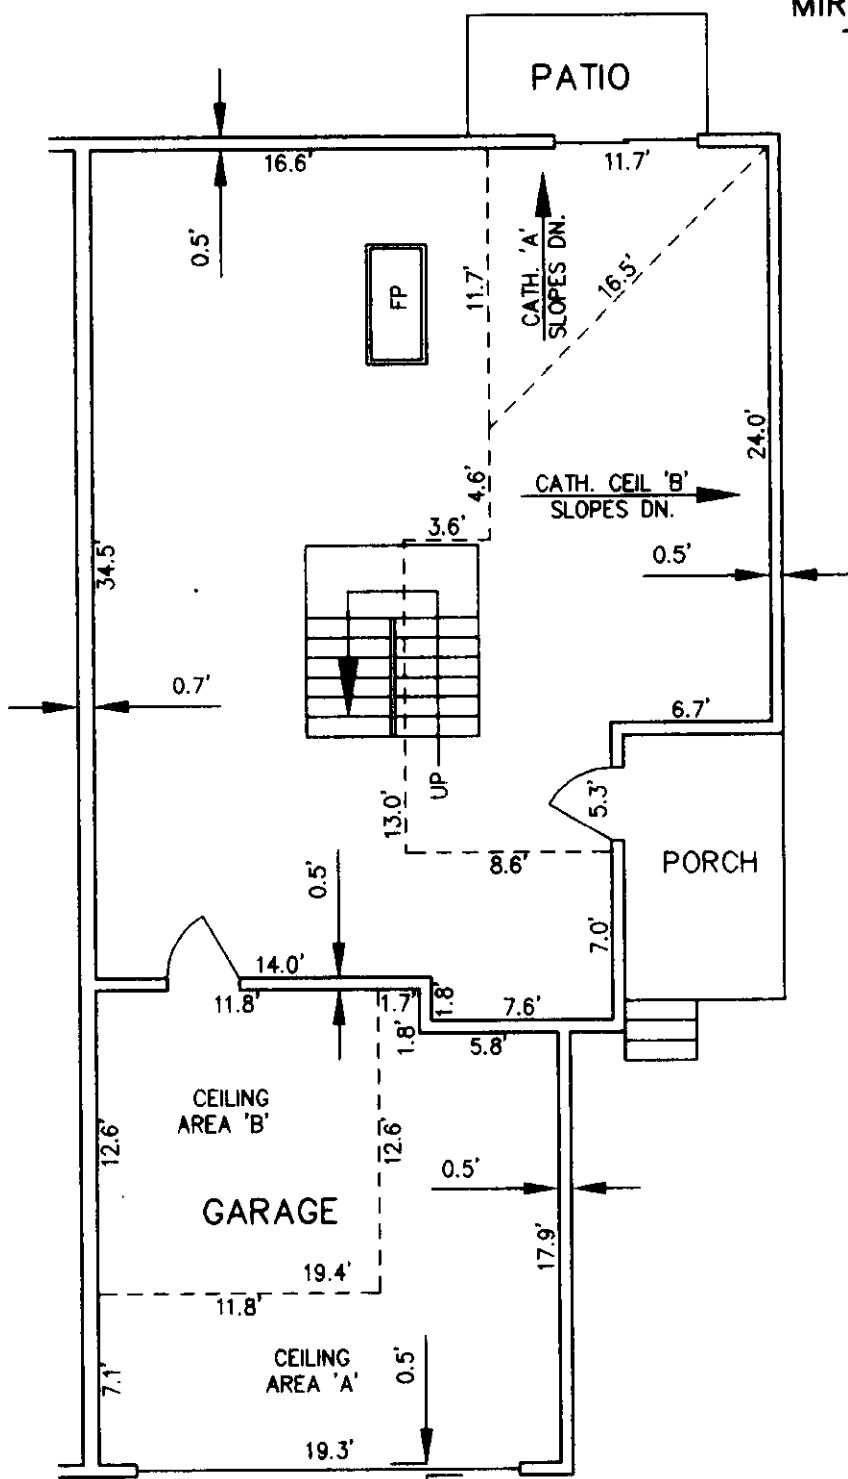 MIR
PATIO
16.6'
11.7'
0.5'
FP
11.7'
CATH. 'A'
SLOPES DN.
16.5'
24.0'
4.6'
CATH. CEIL 'B'
SLOPES DN.
3.6'
0.5'
34.5'
0.7'
6.7'
UP
13.0'
5.3'
8.6'
PORCH
0.5'
7.0'
14.0'
11.8'
1.7'
1.8'
7.6'
1.8'
5.8'
CEILING
AREA 'B'
12.6'
12.6'
0.5'
GARAGE
17.9'
19.4'
11.8'
CEILING
AREA 'A'
0.5'
7.1'
19.3'